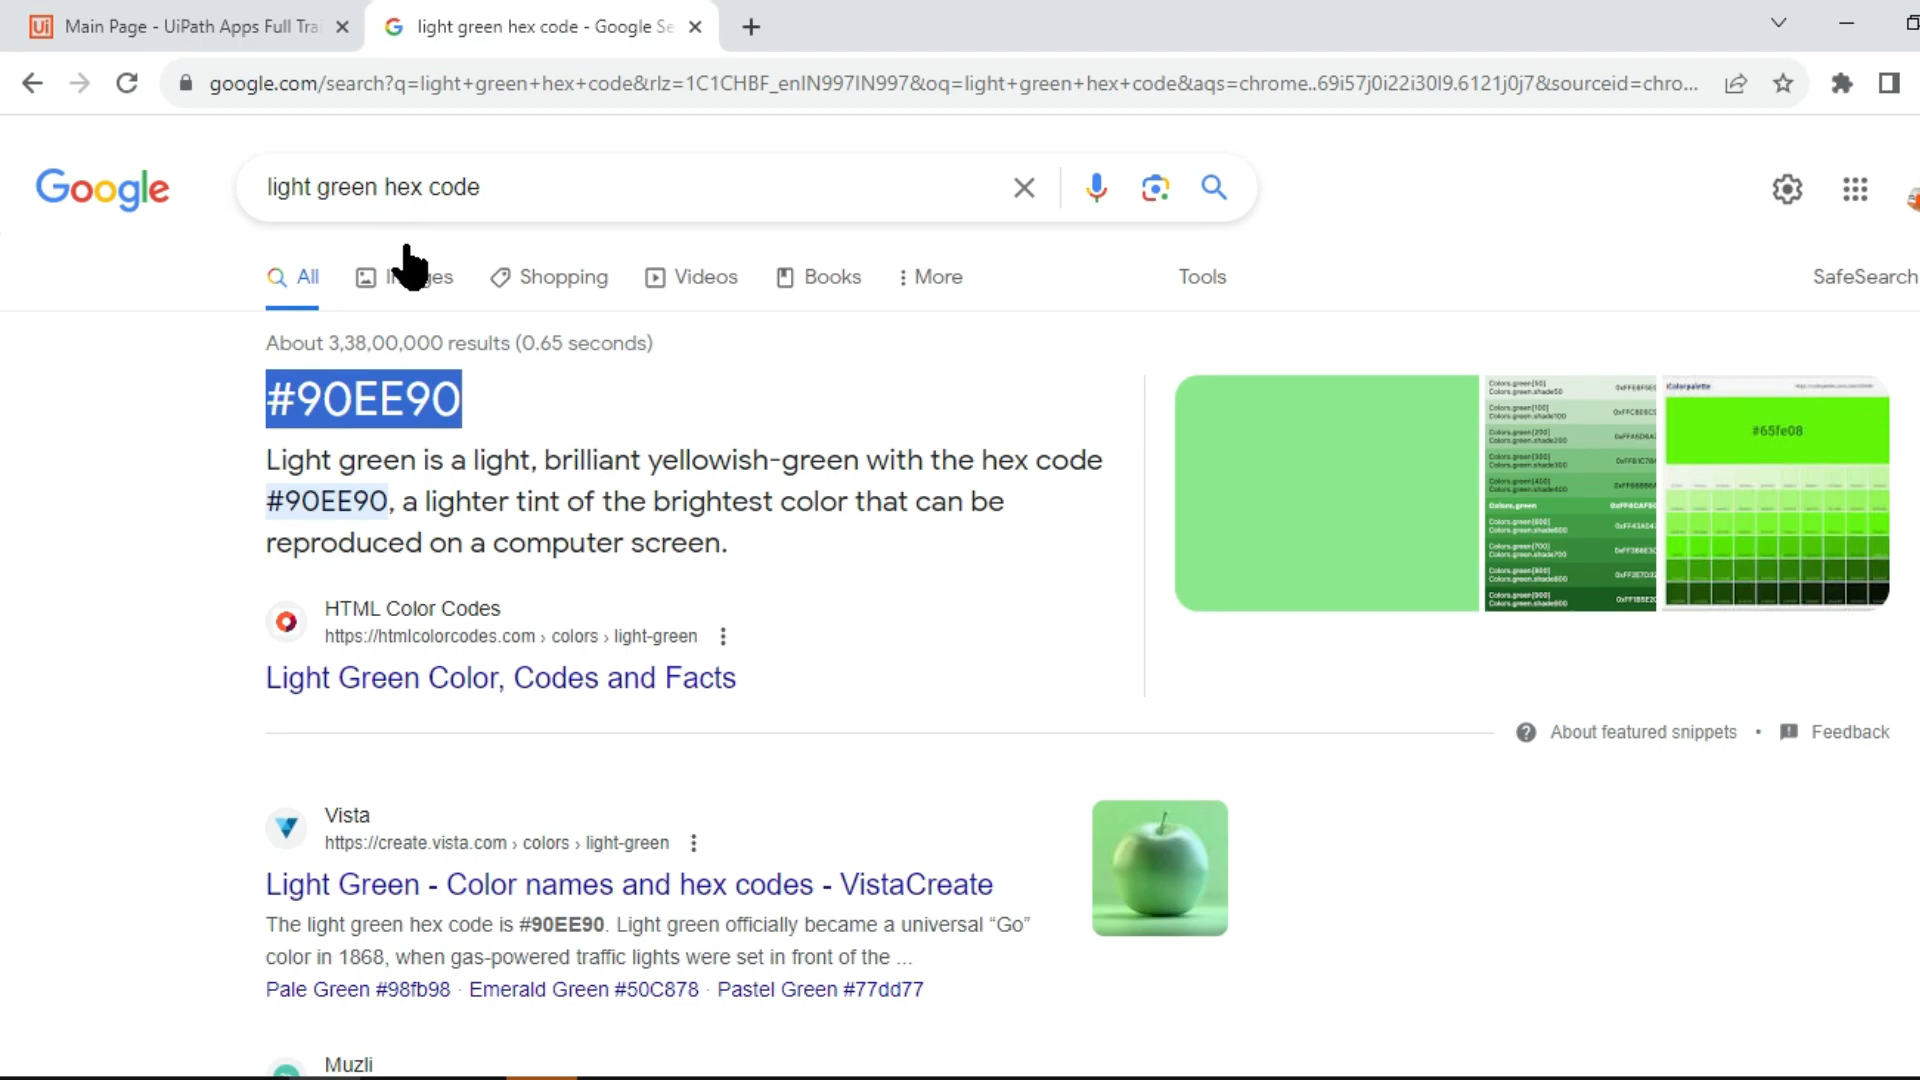 Main Page - UiPath Apps Full Trai
light green hex code - Google Se
google.com/search?q=light+green+hex+code&rlz=1C1CHBF_enIN997IN997&oq=light+green+hex+code&aqs=chrome..69i57j0i22i30l9.6121j0j7&sourceid=chro...
Google
light green hex code
All
Shopping
Videos
Books
More
Tools
SafeSearch
About 3,38,00,000 results (0.65 seconds)
#90EE90
Light green is a light, brilliant yellowish-green with the hex code
#90EE90, a lighter tint of the brightest color that can be
reproduced on a computer screen.
#65fe08
HTML Color Codes
https://htmlcolorcodes.com › colors › light-green
Light Green Color, Codes and Facts
About featured snippets • Feedback
Vista
https://create.vista.com › colors › light-green
Light Green - Color names and hex codes - VistaCreate
The light green hex code is #90EE90. Light green officially became a universal “Go”
color in 1868, when gas-powered traffic lights were set in front of the ...
Pale Green #98fb98 · Emerald Green #50C878 · Pastel Green #77dd77
Muzli